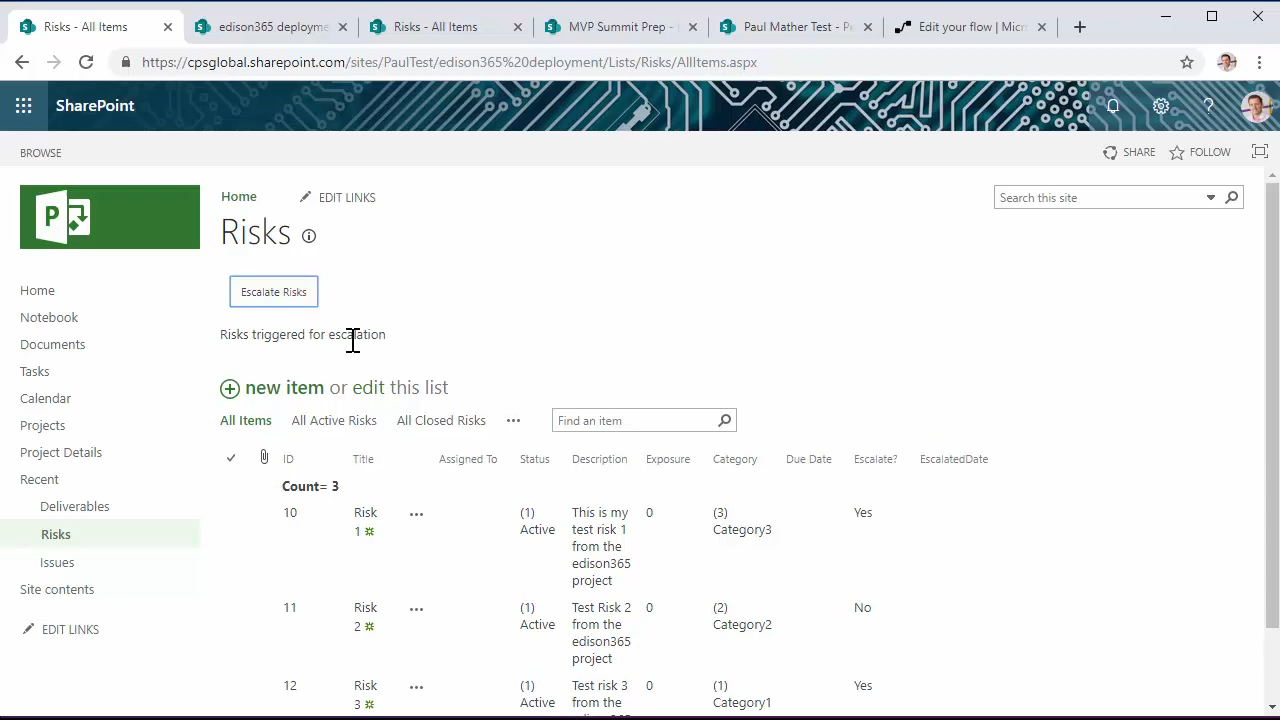 Risks - All Items
edison365 deployme
Risks - All Items
MVP Summit Prep -
Paul Mather Test - P
Edit your flow | Micr
https://cpsglobal.sharepoint.com/sites/PaulTest/edison365%20deployment/Lists/Risks/AllItems.aspx
SharePoint
BROWSE
SHARE
FOLLOW
P
Home
EDIT LINKS
Search this site
Risks
Escalate Risks
Risks triggered for escalation
Home
Notebook
Documents
Tasks
Calendar
Projects
Project Details
Recent
Deliverables
Risks
Issues
Site contents
EDIT LINKS
new item or edit this list
All Items All Active Risks All Closed Risks ...
Find an item
ID Title Assigned To Status Description Exposure Category Due Date Escalate? EscalatedDate
Count= 3
10 Risk ... (1) This is my 0 (3) Yes
1 Active test risk 1 Category3
from the
edison365
project
11 Risk ... (1) Test Risk 2 0 (2) No
2 Active from the Category2
edison365
project
12 Risk ... (1) Test risk 3 0 (1) Yes
3 Active from the Category1